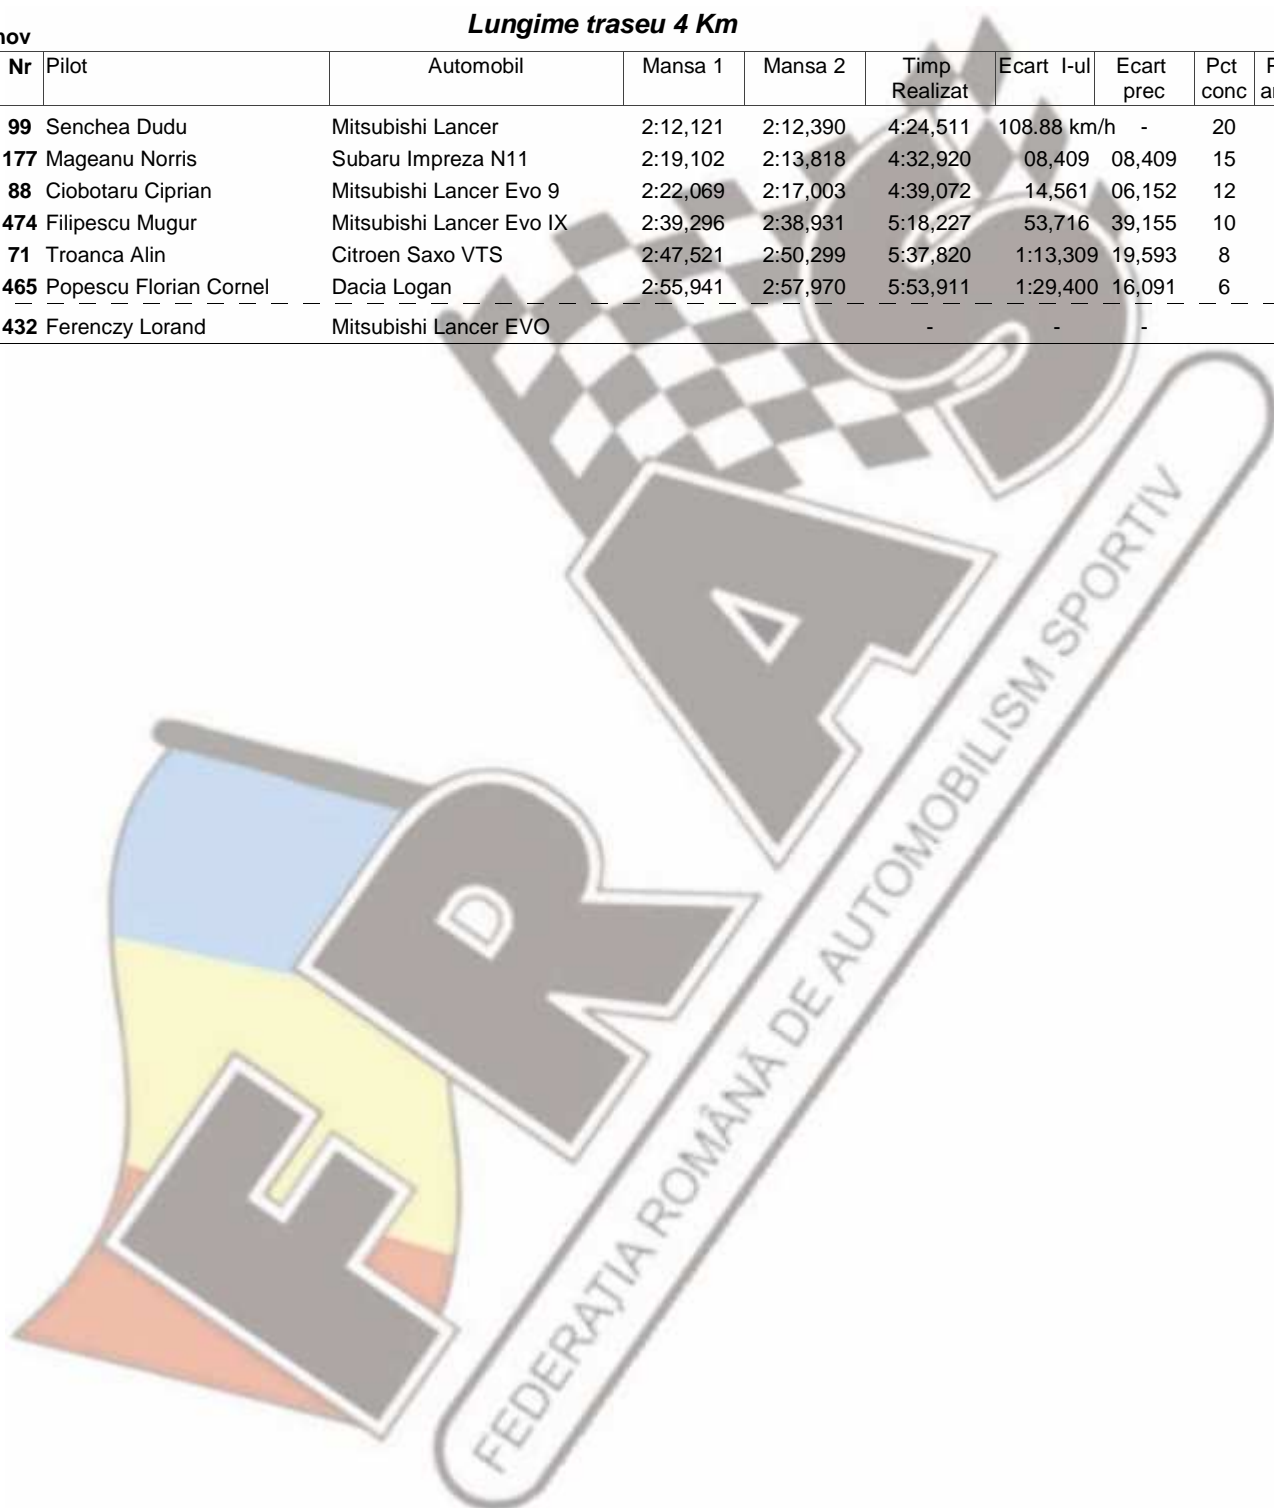 Lungime traseu 4 Km
nov
Nr Pilot Automobil Mansa 1 Mansa 2 Timp Realizat Ecart I-ul Ecart prec Pct conc
99 Senchea Dudu Mitsubishi Lancer 2:12,121 2:12,390 4:24,511 108.88 km/h - 20
177 Mageanu Norris Subaru Impreza N11 2:19,102 2:13,818 4:32,920 08,409 08,409 15
88 Ciobotaru Ciprian Mitsubishi Lancer Evo 9 2:22,069 2:17,003 4:39,072 14,561 06,152 12
474 Filipescu Mugur Mitsubishi Lancer Evo IX 2:39,296 2:38,931 5:18,227 53,716 39,155 10
71 Troanca Alin Citroen Saxo VTS 2:47,521 2:50,299 5:37,820 1:13,309 19,593 8
465 Popescu Florian Cornel Dacia Logan 2:55,941 2:57,970 5:53,911 1:29,400 16,091 6
432 Ferenczy Lorand Mitsubishi Lancer EVO - - -
FRAS
FEDERAȚIA ROMÂNĂ DE AUTOMOBILISM SPORTIV